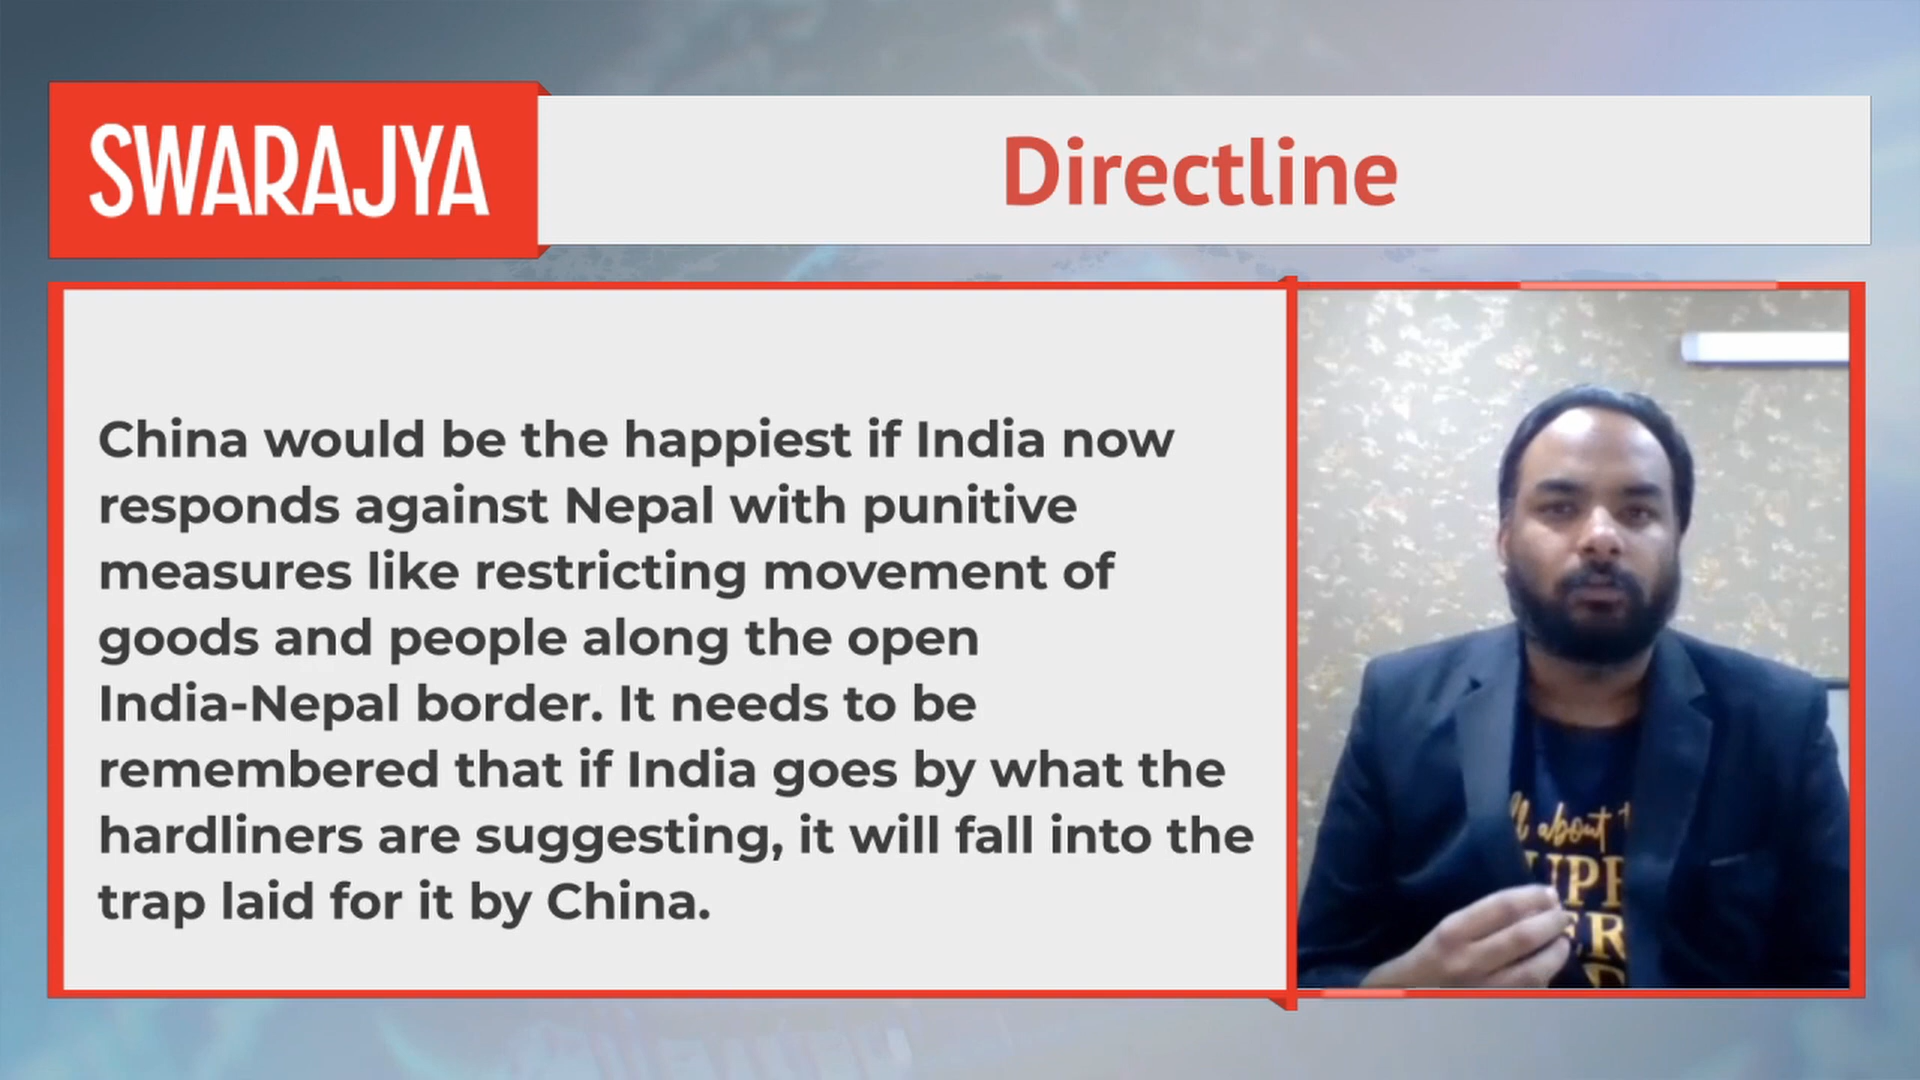 SWARAJYA
Directline
China would be the happiest if India now
responds against Nepal with punitive
measures like restricting movement of
goods and people along the open
India-Nepal border. It needs to be
remembered that if India goes by what the
hardliners are suggesting, it will fall into the
trap laid for it by China.
about